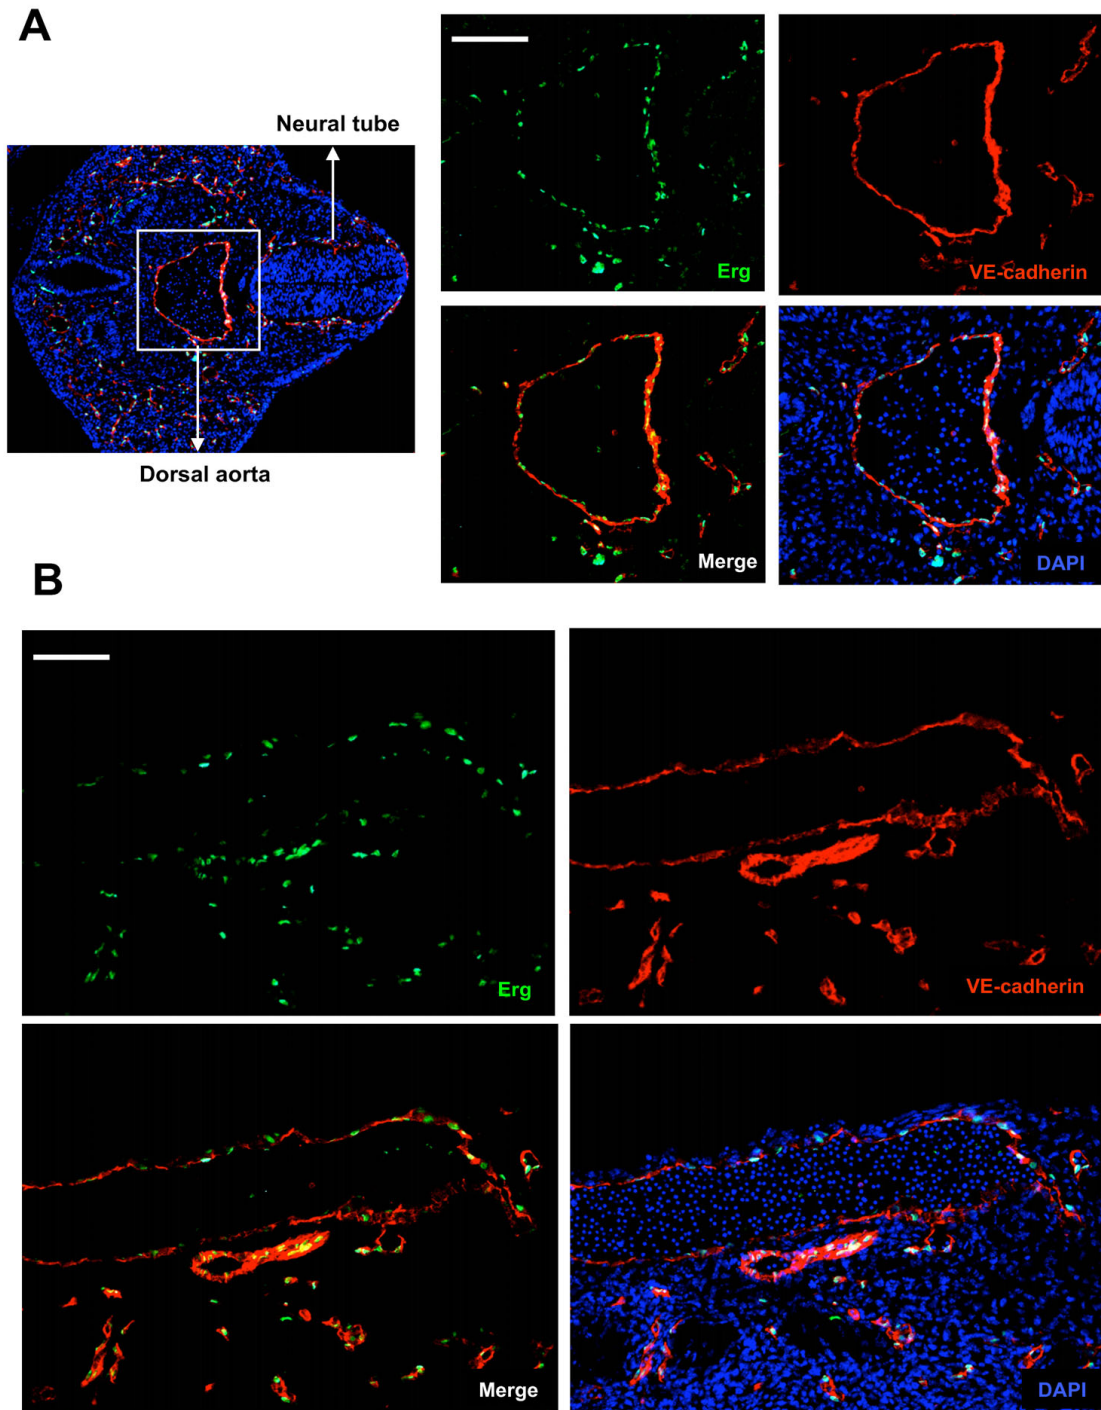 A
Neural tube
Dorsal aorta
Erg
VE-cadherin
Merge
DAPI
B
Erg
VE-cadherin
Merge
DAPI